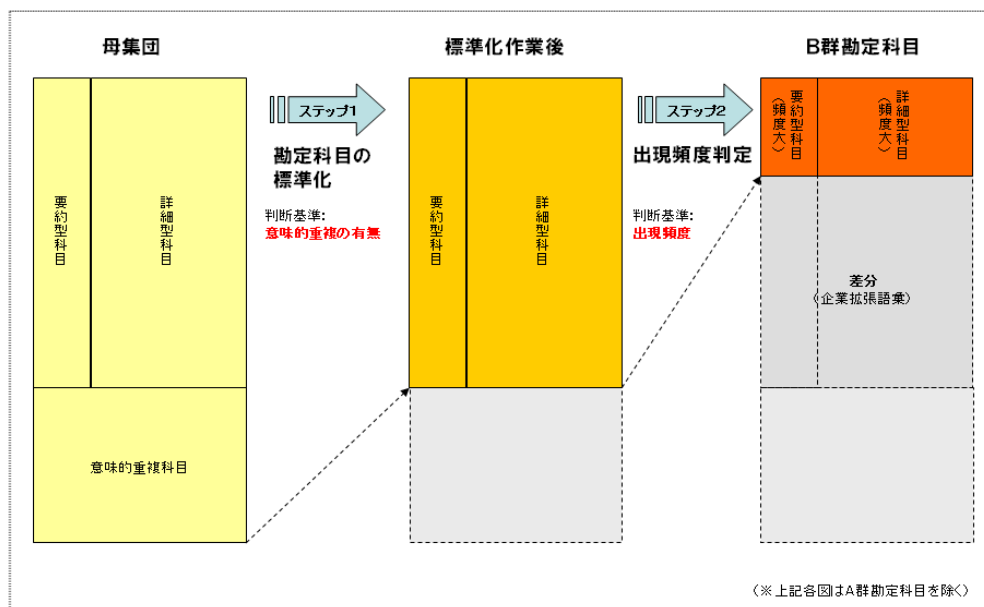 母集団
標準化作業後
B群勘定科目
ステップ1
ステップ2
勘定科目の
標準化
出現頻度判定
判断基準:
意味的重複の有無
判断基準:
出現頻度
要約型科目
詳細型科目
意味的重複科目
要約型科目
詳細型科目
要約型科目
(頻度大)
詳細型科目
(頻度大)
差分
(企業拡張語彙)
(※上記各図はA群勘定科目を除く)